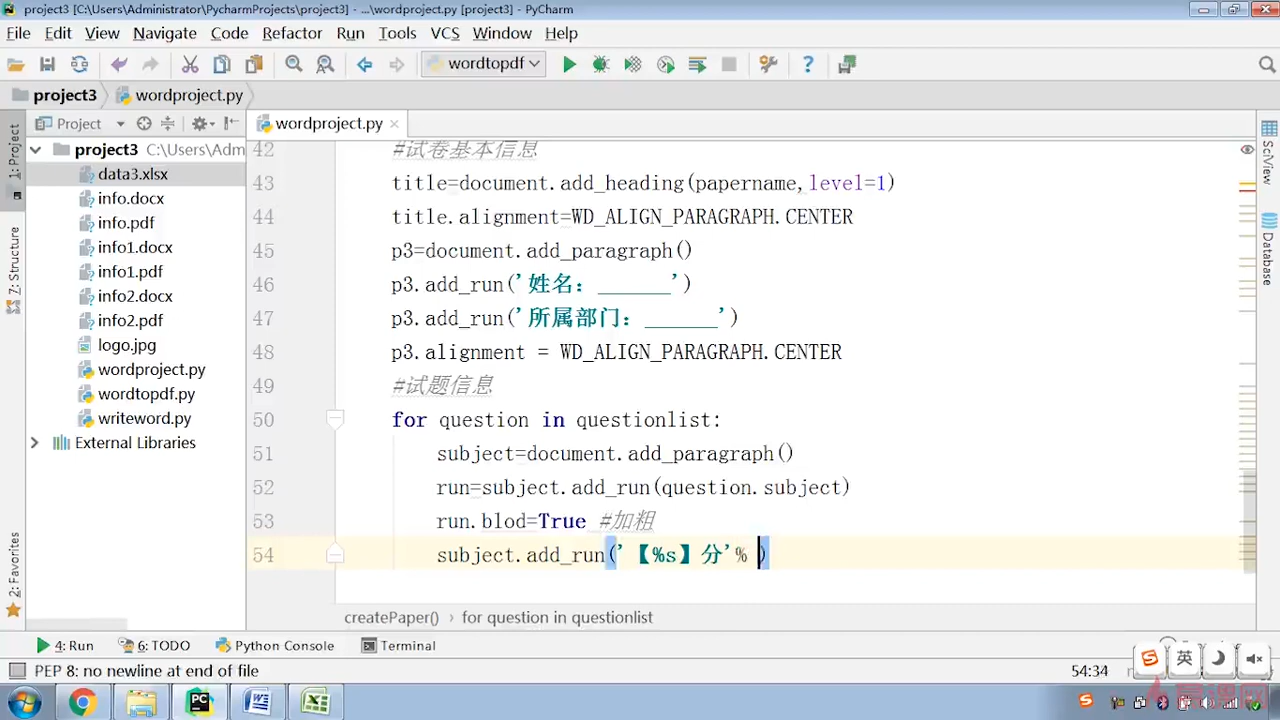 project3 [C:\Users\Administrator\PycharmProjects\project3] - ...\wordproject.py [project3] - PyCharm
File Edit View Navigate Code Refactor Run Tools VCS Window Help
wordtopdf
project3 wordproject.py
Project wordproject.py
1: Project
Z: Structure
2: Favorites
project3 C:\Users\Adm
data3.xlsx
info.docx
info.pdf
info1.docx
info1.pdf
info2.docx
info2.pdf
logo.jpg
wordproject.py
wordtopdf.py
writeword.py
External Libraries
42 #试卷基本信息
43 title=document.add_heading(papername,level=1)
44 title.alignment=WD_ALIGN_PARAGRAPH.CENTER
45 p3=document.add_paragraph()
46 p3.add_run('姓名：______')
47 p3.add_run('所属部门：______')
48 p3.alignment = WD_ALIGN_PARAGRAPH.CENTER
49 #试题信息
50 for question in questionlist:
51 subject=document.add_paragraph()
52 run=subject.add_run(question.subject)
53 run.blod=True #加粗
54 subject.add_run('【%s】分'% )
createPaper() › for question in questionlist
SciView
Database
4: Run 6: TODO Python Console Terminal
PEP 8: no newline at end of file 54:34
英